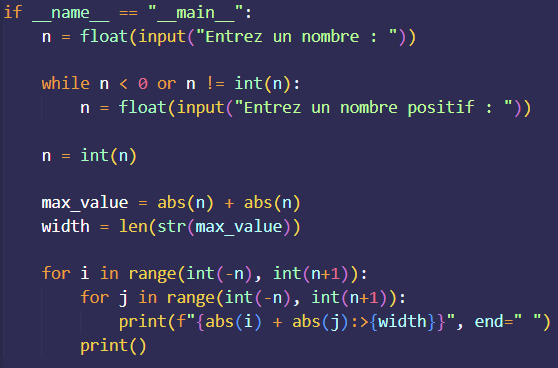 if __name__ == "__main__":
    n = float(input("Entrez un nombre : "))
    while n < 0 or n != int(n):
        n = float(input("Entrez un nombre positif : "))
    n = int(n)
    max_value = abs(n) + abs(n)
    width = len(str(max_value))
    for i in range(int(-n), int(n+1)):
        for j in range(int(-n), int(n+1)):
            print(f"{abs(i) + abs(j):>{width}}", end=" ")
        print()